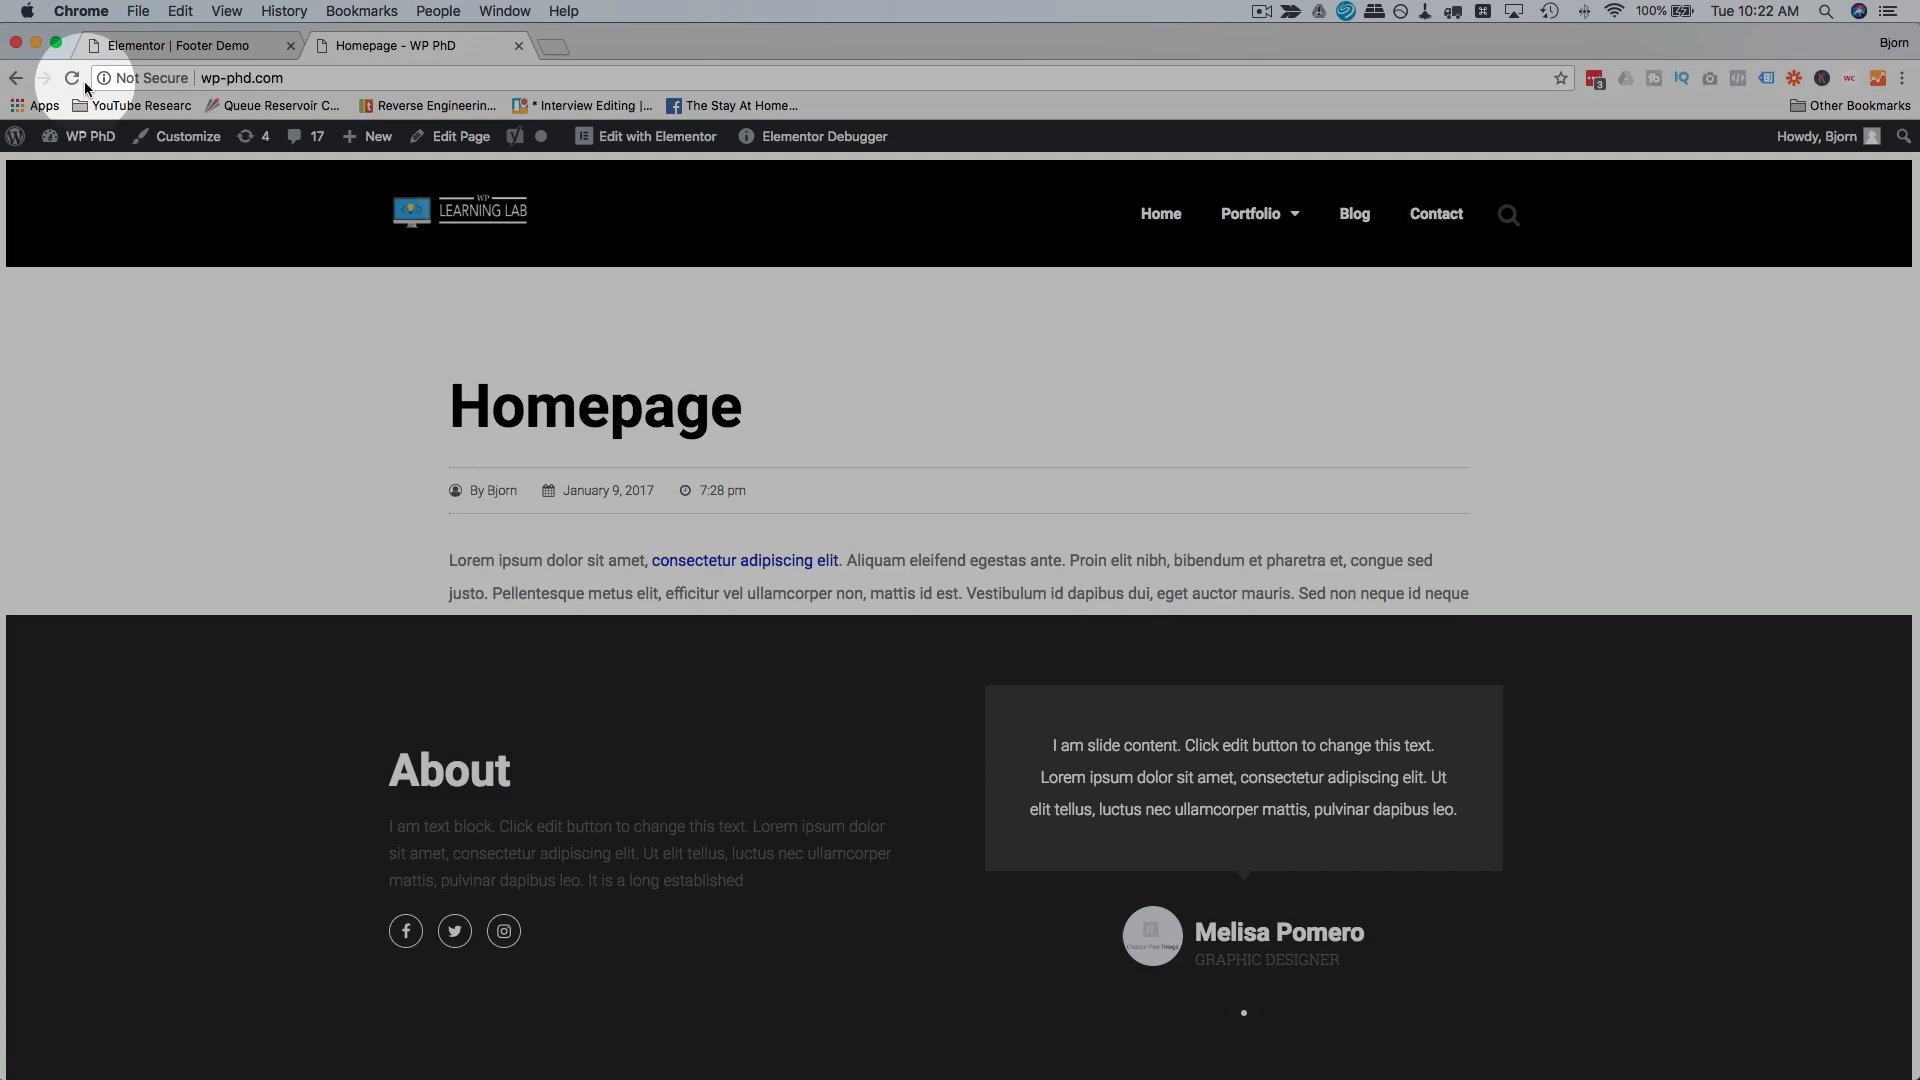 Chrome File Edit View History Bookmarks People Window Help 100% Tue 10:22 AM
Elementor | Footer Demo Homepage - WP PhD Bjorn
Not Secure wp-phd.com
Apps YouTube Researc Queue Reservoir C... Reverse Engineerin... * Interview Editing |... The Stay At Home... Other Bookmarks
WP PhD Customize 4 17 New Edit Page Edit with Elementor Elementor Debugger Howdy, Bjorn
WP
LEARNING LAB
Home Portfolio Blog Contact
Homepage
By Bjorn January 9, 2017 7:28 pm
Lorem ipsum dolor sit amet, consectetur adipiscing elit. Aliquam eleifend egestas ante. Proin elit nibh, bibendum et pharetra et, congue sed
justo. Pellentesque metus elit, efficitur vel ullamcorper non, mattis id est. Vestibulum id dapibus dui, eget auctor mauris. Sed non neque id neque
About
I am text block. Click edit button to change this text. Lorem ipsum dolor
sit amet, consectetur adipiscing elit. Ut elit tellus, luctus nec ullamcorper
mattis, pulvinar dapibus leo. It is a long established
I am slide content. Click edit button to change this text.
Lorem ipsum dolor sit amet, consectetur adipiscing elit. Ut
elit tellus, luctus nec ullamcorper mattis, pulvinar dapibus leo.
Choose Your Image
Melisa Pomero
GRAPHIC DESIGNER